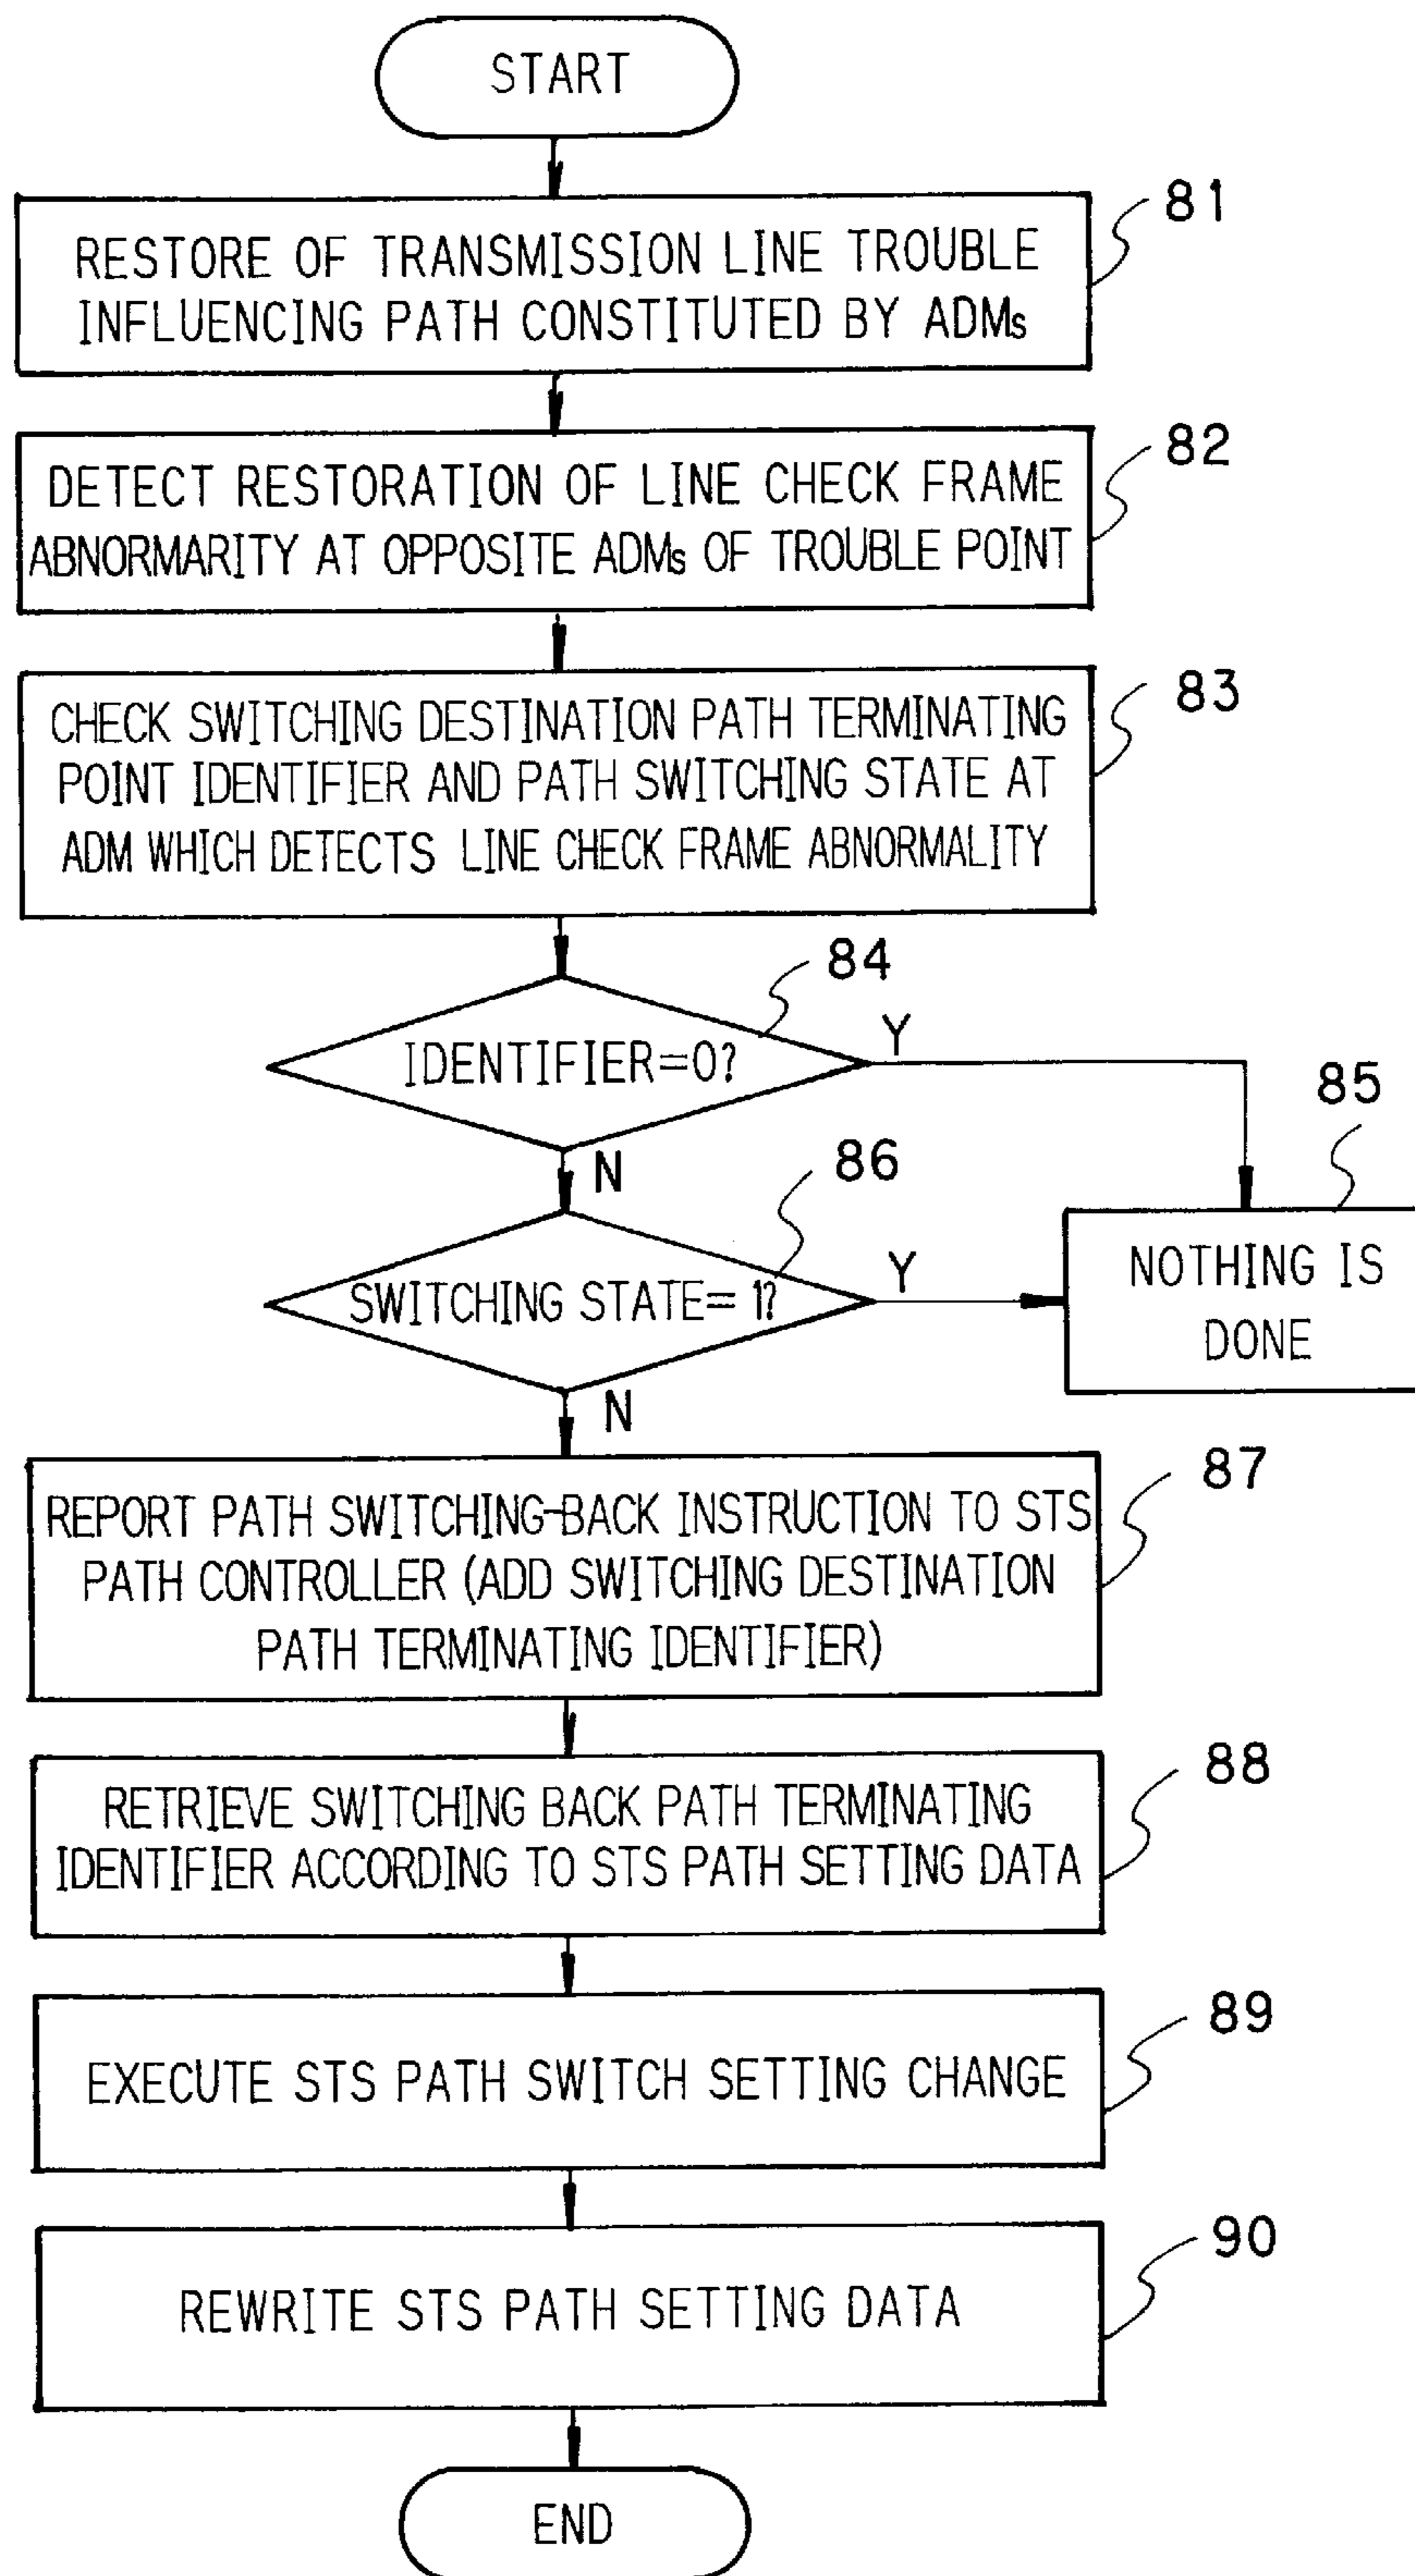 START
81
RESTORE OF TRANSMISSION LINE TROUBLE
INFLUENCING PATH CONSTITUTED BY ADMs
82
DETECT RESTORATION OF LINE CHECK FRAME
ABNORMARITY AT OPPOSITE ADMs OF TROUBLE POINT
83
CHECK SWITCHING DESTINATION PATH TERMINATING
POINT IDENTIFIER AND PATH SWITCHING STATE AT
ADM WHICH DETECTS LINE CHECK FRAME ABNORMALITY
84
IDENTIFIER=0?
Y
85
N
86
SWITCHING STATE= 1?
Y
NOTHING IS
DONE
N
87
REPORT PATH SWITCHING-BACK INSTRUCTION TO STS
PATH CONTROLLER (ADD SWITCHING DESTINATION
PATH TERMINATING IDENTIFIER)
88
RETRIEVE SWITCHING BACK PATH TERMINATING
IDENTIFIER ACCORDING TO STS PATH SETTING DATA
89
EXECUTE STS PATH SWITCH SETTING CHANGE
90
REWRITE STS PATH SETTING DATA
END